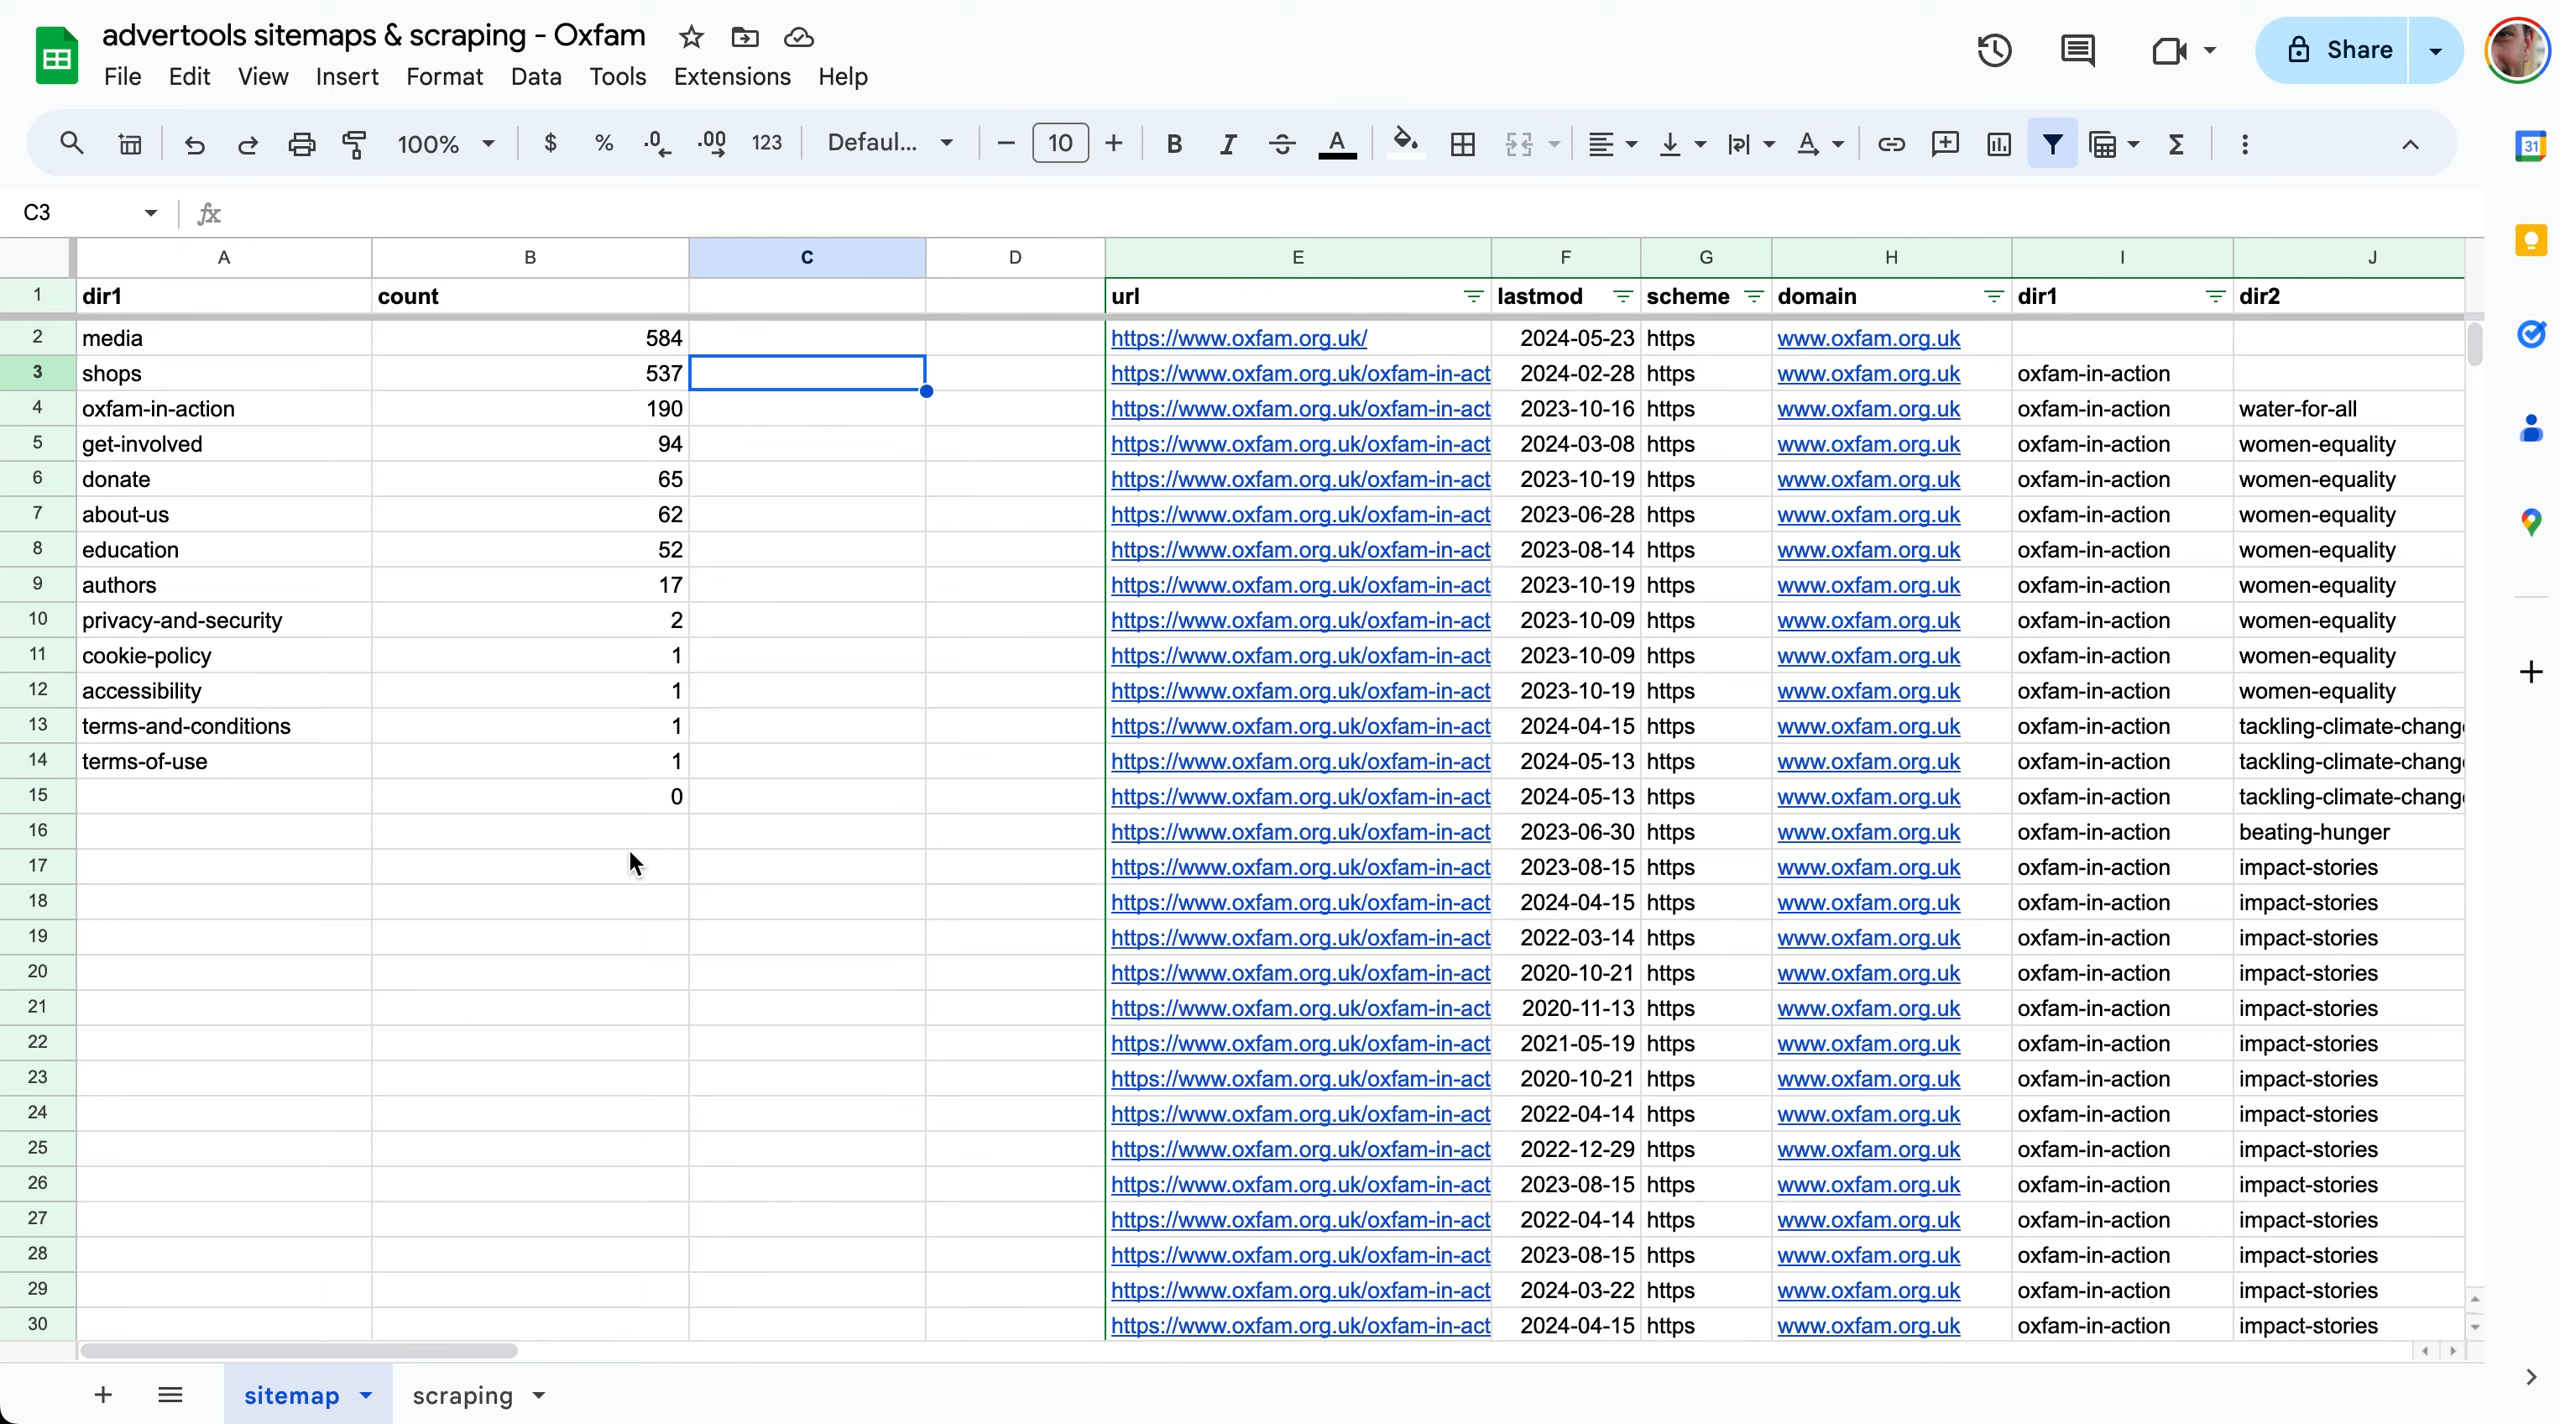 advertools sitemaps & scraping - Oxfam
File Edit View Insert Format Data Tools Extensions Help
Share
100% $ % .0 .00 123 Defaul... 10 B I A
31
C3 fx
A B C D E F G H I J
1 dir1 count url lastmod scheme domain dir1 dir2
2 media 584 https://www.oxfam.org.uk/ 2024-05-23 https www.oxfam.org.uk
3 shops 537 https://www.oxfam.org.uk/oxfam-in-act 2024-02-28 https www.oxfam.org.uk oxfam-in-action
4 oxfam-in-action 190 https://www.oxfam.org.uk/oxfam-in-act 2023-10-16 https www.oxfam.org.uk oxfam-in-action water-for-all
5 get-involved 94 https://www.oxfam.org.uk/oxfam-in-act 2024-03-08 https www.oxfam.org.uk oxfam-in-action women-equality
6 donate 65 https://www.oxfam.org.uk/oxfam-in-act 2023-10-19 https www.oxfam.org.uk oxfam-in-action women-equality
7 about-us 62 https://www.oxfam.org.uk/oxfam-in-act 2023-06-28 https www.oxfam.org.uk oxfam-in-action women-equality
8 education 52 https://www.oxfam.org.uk/oxfam-in-act 2023-08-14 https www.oxfam.org.uk oxfam-in-action women-equality
9 authors 17 https://www.oxfam.org.uk/oxfam-in-act 2023-10-19 https www.oxfam.org.uk oxfam-in-action women-equality
10 privacy-and-security 2 https://www.oxfam.org.uk/oxfam-in-act 2023-10-09 https www.oxfam.org.uk oxfam-in-action women-equality
11 cookie-policy 1 https://www.oxfam.org.uk/oxfam-in-act 2023-10-09 https www.oxfam.org.uk oxfam-in-action women-equality
12 accessibility 1 https://www.oxfam.org.uk/oxfam-in-act 2023-10-19 https www.oxfam.org.uk oxfam-in-action women-equality
13 terms-and-conditions 1 https://www.oxfam.org.uk/oxfam-in-act 2024-04-15 https www.oxfam.org.uk oxfam-in-action tackling-climate-chang
14 terms-of-use 1 https://www.oxfam.org.uk/oxfam-in-act 2024-05-13 https www.oxfam.org.uk oxfam-in-action tackling-climate-chang
15 0 https://www.oxfam.org.uk/oxfam-in-act 2024-05-13 https www.oxfam.org.uk oxfam-in-action tackling-climate-chang
16 https://www.oxfam.org.uk/oxfam-in-act 2023-06-30 https www.oxfam.org.uk oxfam-in-action beating-hunger
17 https://www.oxfam.org.uk/oxfam-in-act 2023-08-15 https www.oxfam.org.uk oxfam-in-action impact-stories
18 https://www.oxfam.org.uk/oxfam-in-act 2024-04-15 https www.oxfam.org.uk oxfam-in-action impact-stories
19 https://www.oxfam.org.uk/oxfam-in-act 2022-03-14 https www.oxfam.org.uk oxfam-in-action impact-stories
20 https://www.oxfam.org.uk/oxfam-in-act 2020-10-21 https www.oxfam.org.uk oxfam-in-action impact-stories
21 https://www.oxfam.org.uk/oxfam-in-act 2020-11-13 https www.oxfam.org.uk oxfam-in-action impact-stories
22 https://www.oxfam.org.uk/oxfam-in-act 2021-05-19 https www.oxfam.org.uk oxfam-in-action impact-stories
23 https://www.oxfam.org.uk/oxfam-in-act 2020-10-21 https www.oxfam.org.uk oxfam-in-action impact-stories
24 https://www.oxfam.org.uk/oxfam-in-act 2022-04-14 https www.oxfam.org.uk oxfam-in-action impact-stories
25 https://www.oxfam.org.uk/oxfam-in-act 2022-12-29 https www.oxfam.org.uk oxfam-in-action impact-stories
26 https://www.oxfam.org.uk/oxfam-in-act 2023-08-15 https www.oxfam.org.uk oxfam-in-action impact-stories
27 https://www.oxfam.org.uk/oxfam-in-act 2022-04-14 https www.oxfam.org.uk oxfam-in-action impact-stories
28 https://www.oxfam.org.uk/oxfam-in-act 2023-08-15 https www.oxfam.org.uk oxfam-in-action impact-stories
29 https://www.oxfam.org.uk/oxfam-in-act 2024-03-22 https www.oxfam.org.uk oxfam-in-action impact-stories
30 https://www.oxfam.org.uk/oxfam-in-act 2024-04-15 https www.oxfam.org.uk oxfam-in-action impact-stories
sitemap scraping